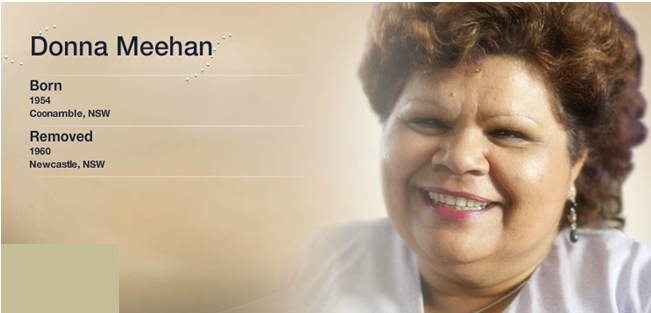 Donna Meehan
Born
1954
Coonamble, NSW
Removed
1960
Newcastle, NSW